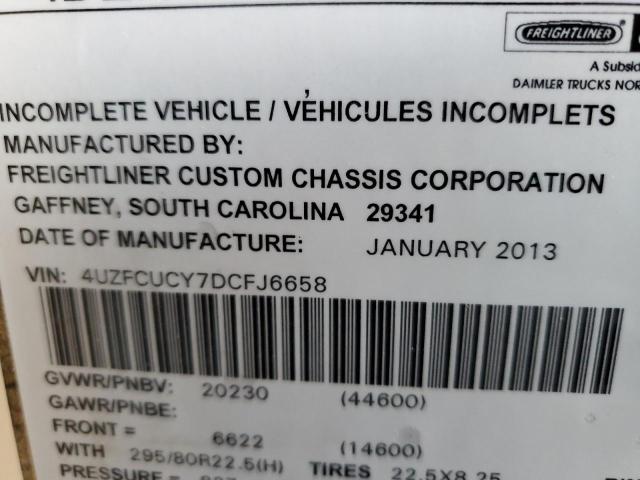 FREIGHTLINER
A Subsid
DAIMLER TRUCKS NOR
INCOMPLETE VEHICLE / VÉHICULES INCOMPLETS
MANUFACTURED BY:
FREIGHTLINER CUSTOM CHASSIS CORPORATION
GAFFNEY, SOUTH CAROLINA 29341
DATE OF MANUFACTURE: JANUARY 2013
VIN: 4UZFCUCY7DCFJ6658
GVWR/PNBV: 20230 (44600)
GAWR/PNBE:
FRONT = 6622 (14600)
WITH 295/80R22.5(H) TIRES 22.5X8.25
PRESSURE =